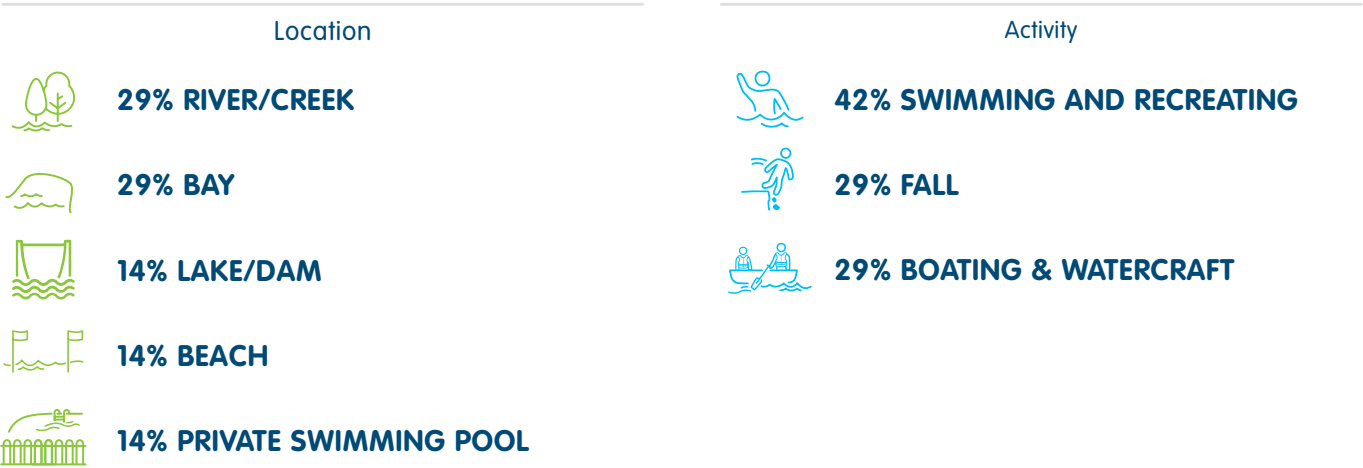 Location
29% RIVER/CREEK
29% BAY
14% LAKE/DAM
14% BEACH
14% PRIVATE SWIMMING POOL
Activity
42% SWIMMING AND RECREATING
29% FALL
29% BOATING & WATERCRAFT